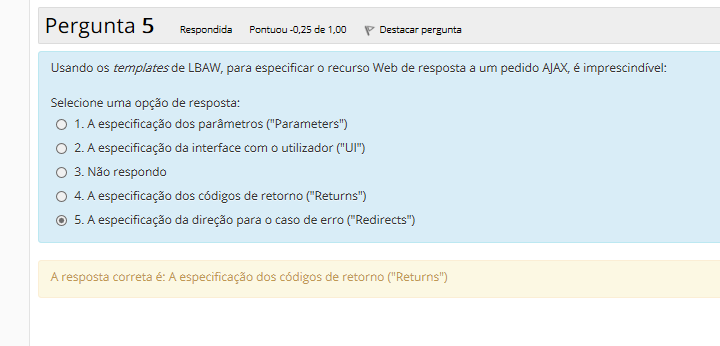 Pergunta 5 Respondida Pontuou -0,25 de 1,00 Destacar pergunta
Usando os templates de LBAW, para especificar o recurso Web de resposta a um pedido AJAX, é imprescindível:
Selecione uma opção de resposta:
1. A especificação dos parâmetros ("Parameters")
2. A especificação da interface com o utilizador ("UI")
3. Não respondo
4. A especificação dos códigos de retorno ("Returns")
5. A especificação da direção para o caso de erro ("Redirects")
A resposta correta é: A especificação dos códigos de retorno ("Returns")